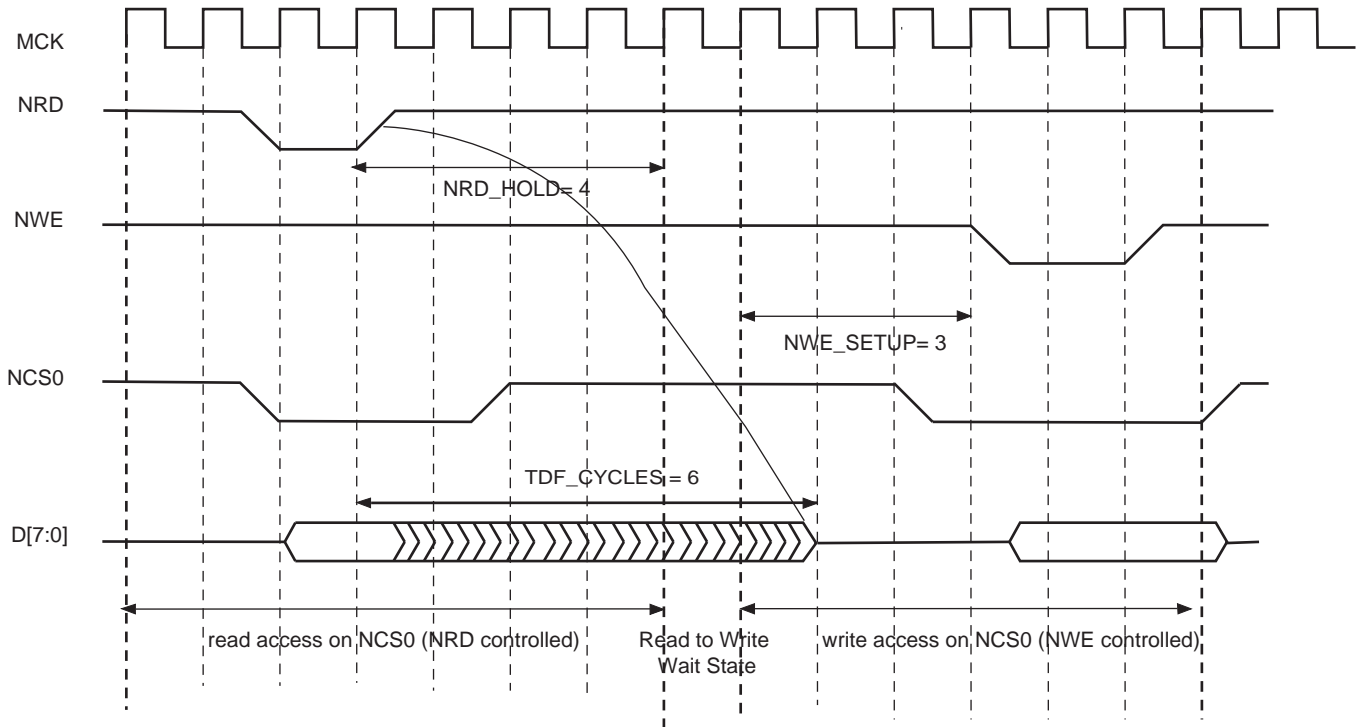 MCK
NRD
NRD_HOLD= 4
NWE
NWE_SETUP= 3
NCS0
TDF_CYCLES = 6
D[7:0]
read access on NCS0 (NRD controlled)
Read to Write
Wait State
write access on NCS0 (NWE controlled)